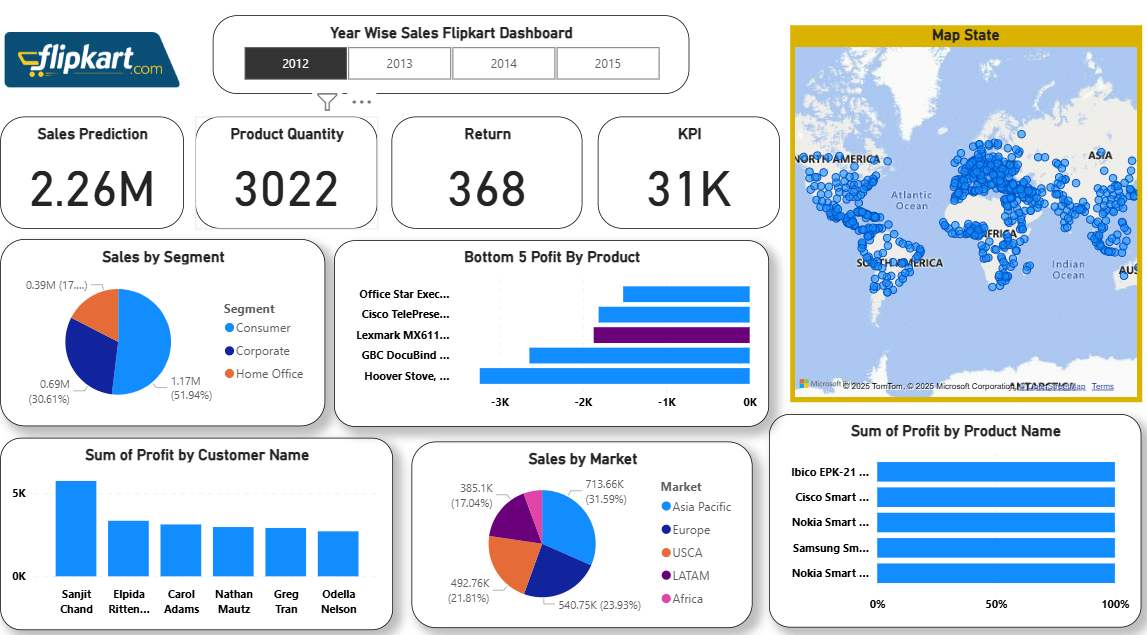 flipkart.com
Year Wise Sales Flipkart Dashboard
2012
2013
2014
2015
Sales Prediction
2.26M
Product Quantity
3022
Return
368
KPI
31K
Map State
NORTH AMERICA
ASIA
Atlantic
Ocean
AFRICA
SOUTH AMERICA
Indian
Ocean
AUS
ANTARCTICA
Microsoft
© 2025 TomTom, © 2025 Microsoft Corporation, © OpenStreetMap Terms
Sales by Segment
0.39M (17....)
0.69M
(30.61%)
1.17M
(51.94%)
Segment
Consumer
Corporate
Home Office
Bottom 5 Pofit By Product
Office Star Exec...
Cisco TelePrese...
Lexmark MX611...
GBC DocuBind ...
Hoover Stove, ...
-3K
-2K
-1K
0K
Sum of Profit by Customer Name
5K
0K
Sanjit
Chand
Elpida
Ritten...
Carol
Adams
Nathan
Mautz
Greg
Tran
Odella
Nelson
Sales by Market
385.1K
(17.04%)
713.66K
(31.59%)
492.76K
(21.81%)
540.75K (23.93%)
Market
Asia Pacific
Europe
USCA
LATAM
Africa
Sum of Profit by Product Name
Ibico EPK-21 ...
Cisco Smart ...
Nokia Smart ...
Samsung Sm...
Nokia Smart ...
0%
50%
100%